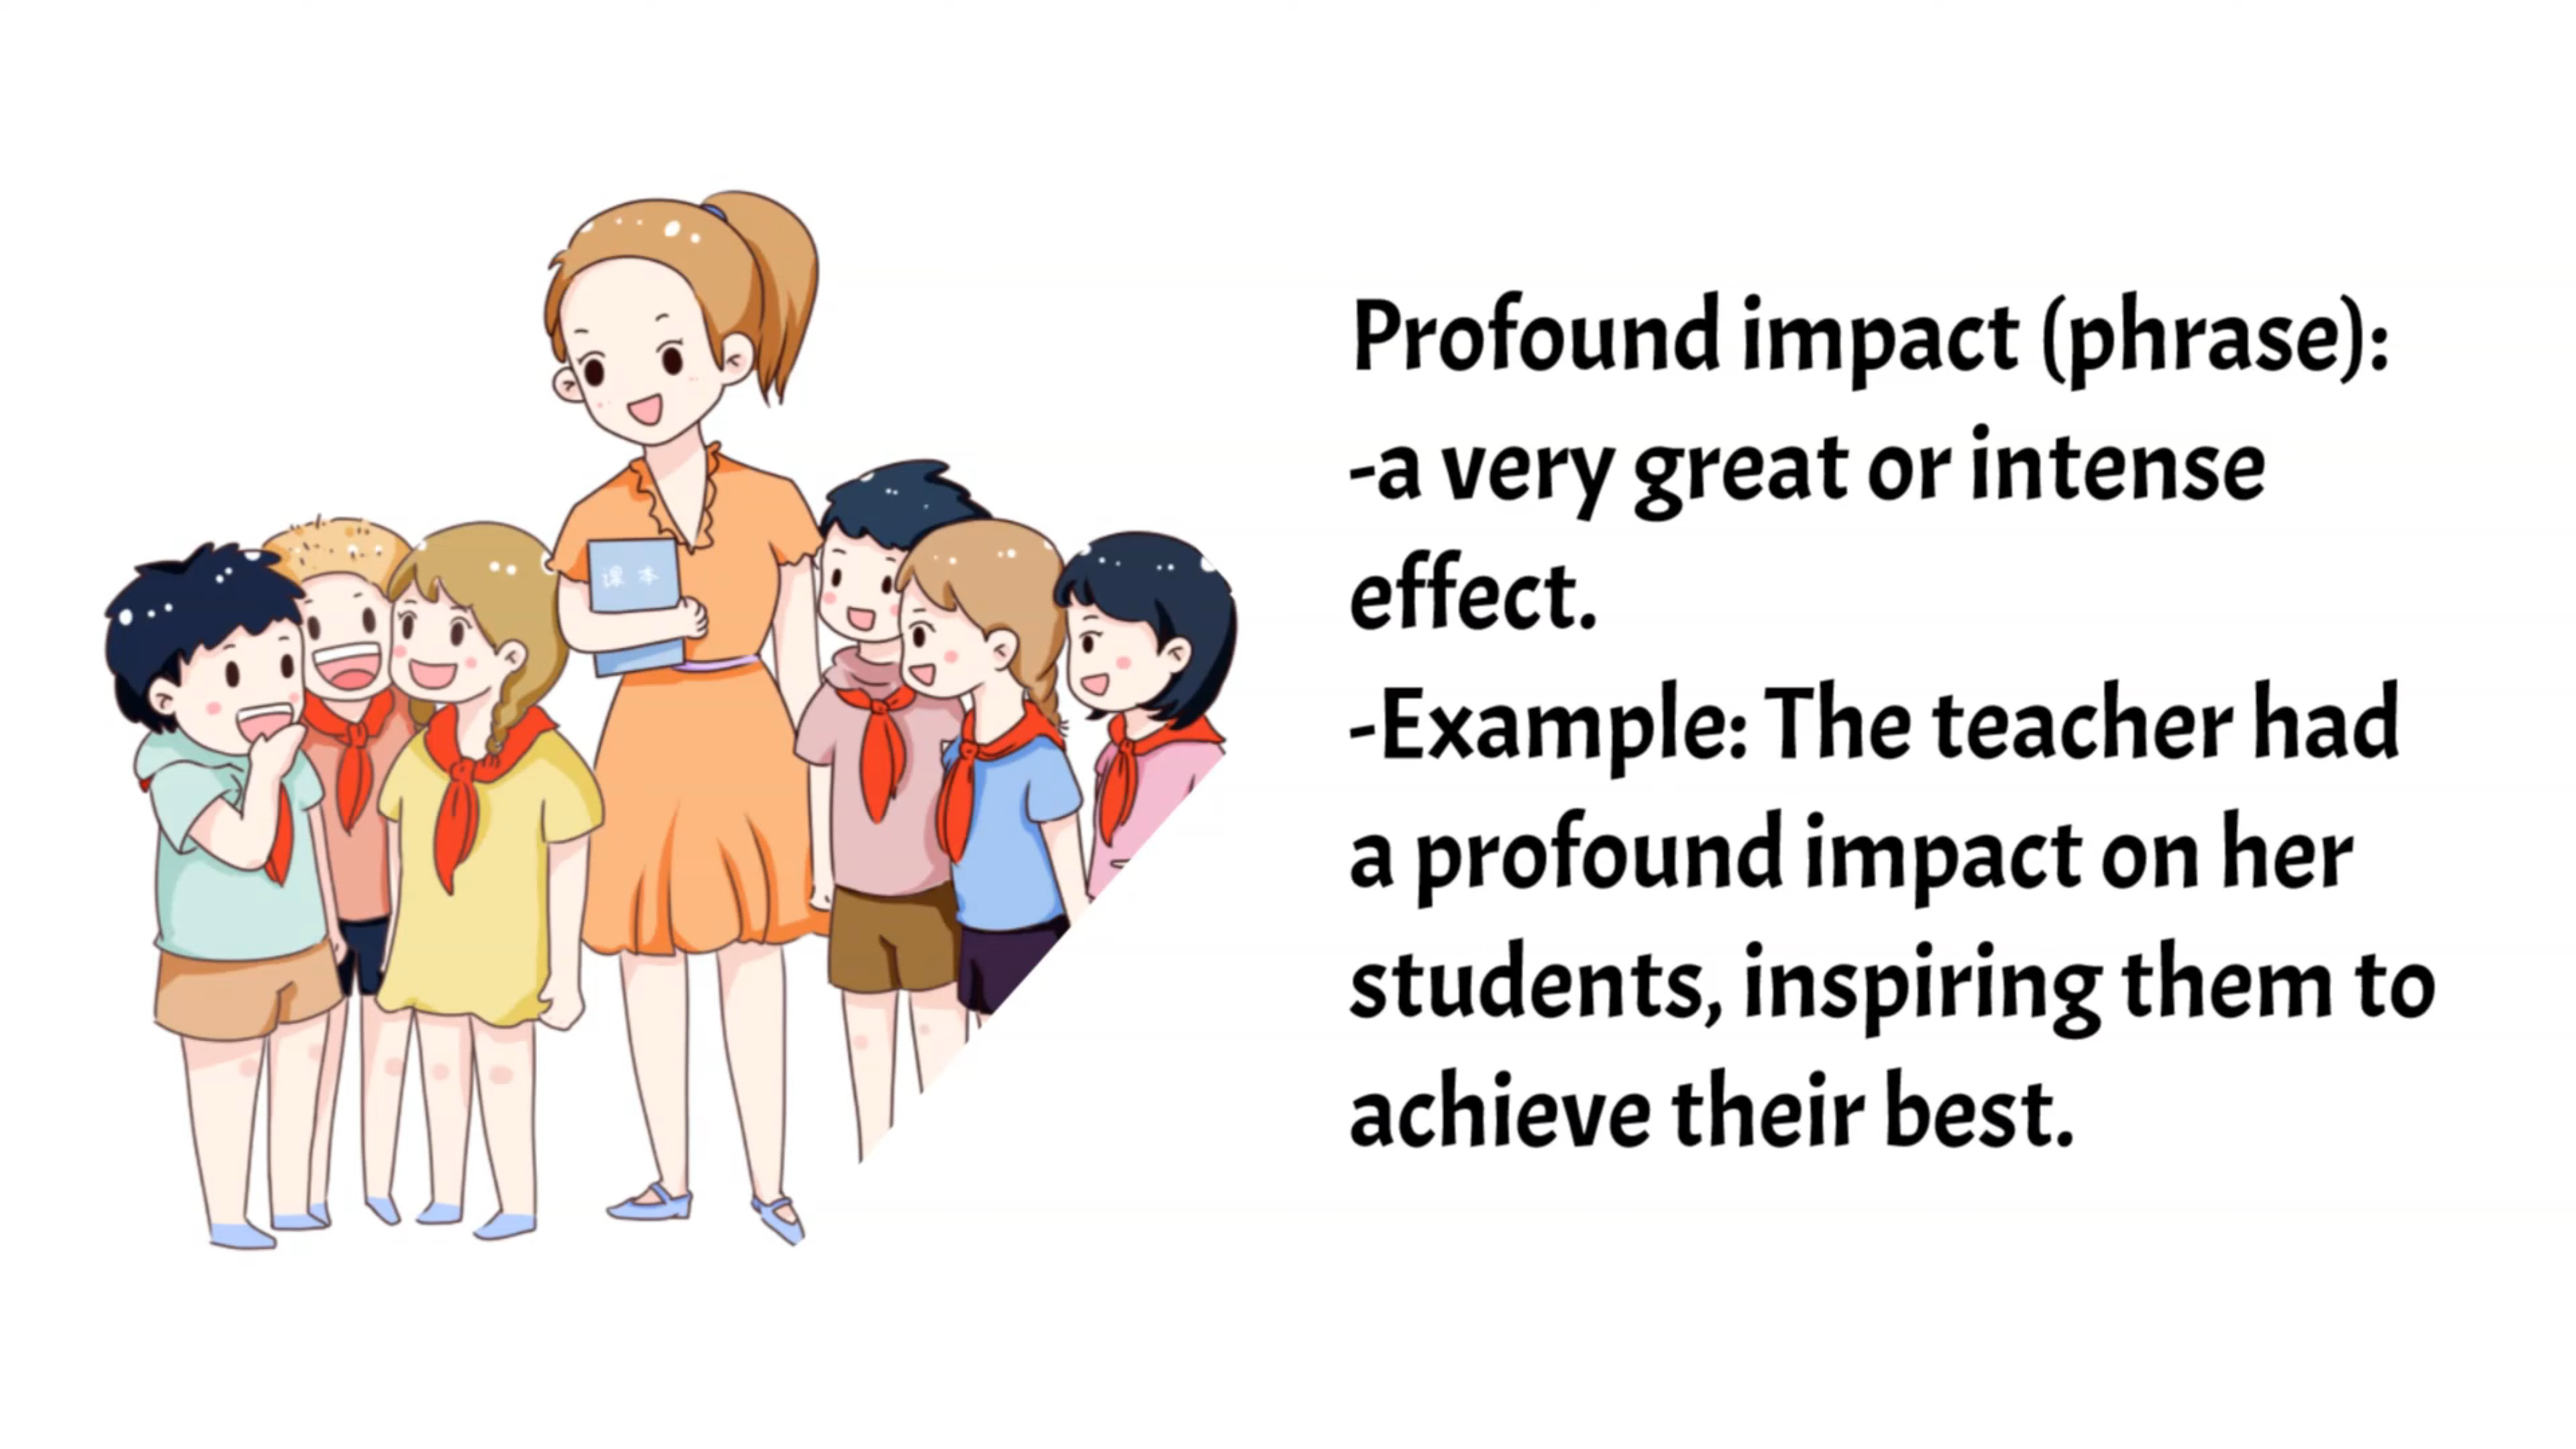 课本
Profound impact (phrase):
-a very great or intense
effect.
-Example: The teacher had
a profound impact on her
students, inspiring them to
achieve their best.